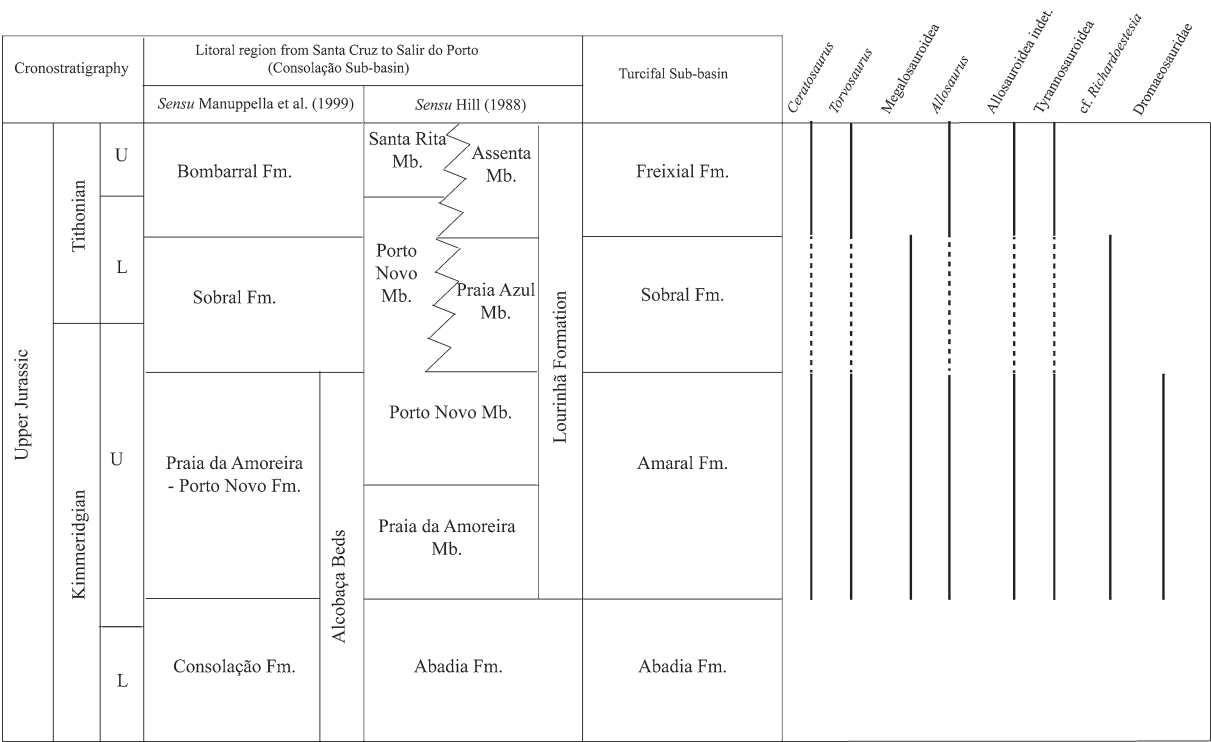 Cronostratigraphy
Litoral region from Santa Cruz to Salir do Porto
(Consolação Sub-basin)
Sensu Manuppella et al. (1999)
Sensu Hill (1988)
Turcifal Sub-basin
Ceratosaurus
Torvosaurus
Megalosauroidea
Allosaurus
Allosauroidea indet.
Tyrannosauroidea
cf. Richardoestesia
Dromaeosauridae
Upper Jurassic
Tithonian
Kimmeridgian
U
L
U
L
Bombarral Fm.
Sobral Fm.
Praia da Amoreira
- Porto Novo Fm.
Consolação Fm.
Alcobaça Beds
Santa Rita
Mb.
Assenta
Mb.
Porto
Novo
Mb.
Praia Azul
Mb.
Porto Novo Mb.
Praia da Amoreira
Mb.
Abadia Fm.
Lourinhã Formation
Freixial Fm.
Sobral Fm.
Amaral Fm.
Abadia Fm.